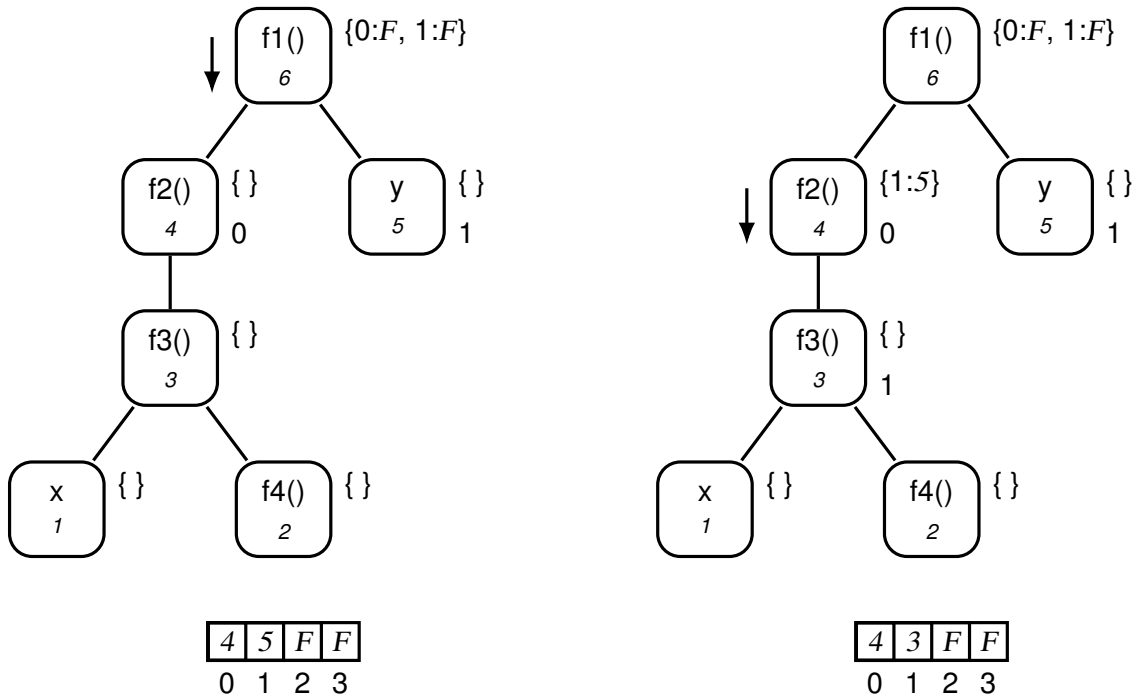 f1() {0:F, 1:F}
6
f2() { }
4 0
y { }
5 1
f3() { }
3
x { }
1
f4() { }
2
4 5 F F
0 1 2 3
f1() {0:F, 1:F}
6
f2() {1:5}
4 0
y { }
5 1
f3() { }
3 1
x { }
1
f4() { }
2
4 3 F F
0 1 2 3